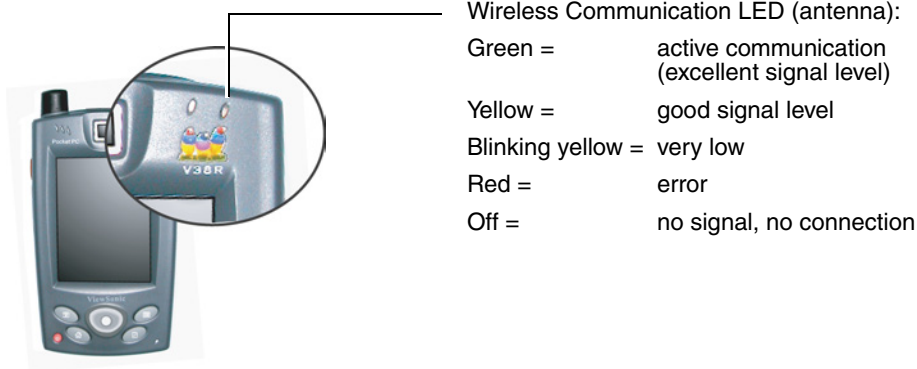 Wireless Communication LED (antenna):
Green = active communication
(excellent signal level)
Yellow = good signal level
Blinking yellow = very low
Red = error
Off = no signal, no connection
V38R
Pocket PC
ViewSonic